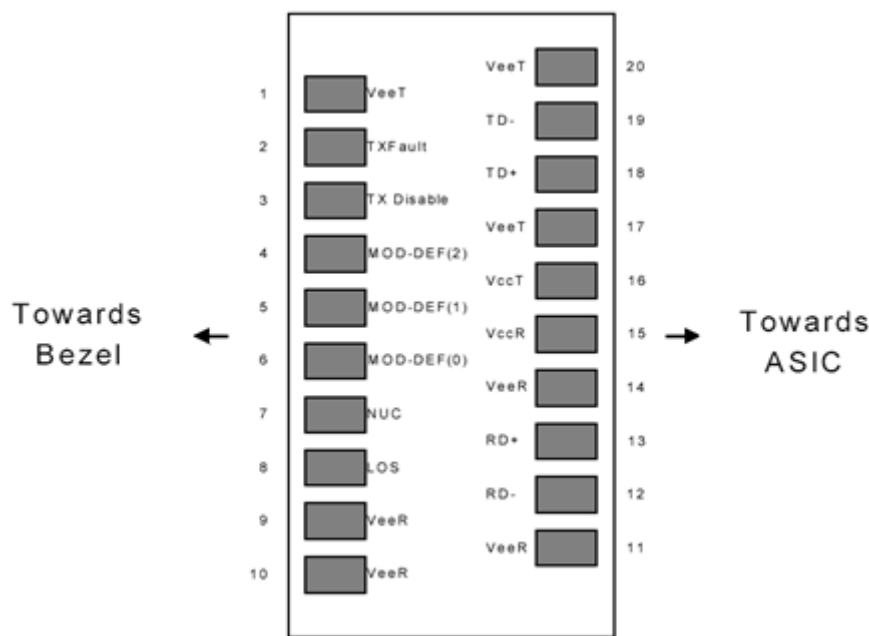 1 VeeT
2 TXFault
3 TX Disable
4 MOD-DEF(2)
5 MOD-DEF(1)
6 MOD-DEF(0)
7 NUC
8 LOS
9 VeeR
10 VeeR
VeeT 20
TD- 19
TD+ 18
VeeT 17
VccT 16
VccR 15
VeeR 14
RD+ 13
RD- 12
VeeR 11
Towards
Bezel
Towards
ASIC